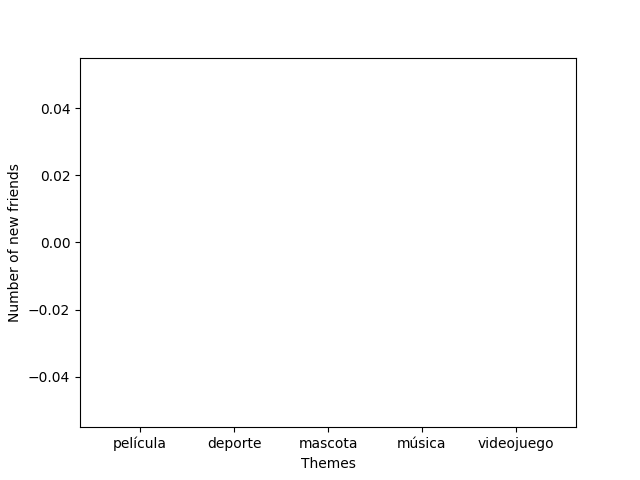 0.04
0.02
0.00
−0.02
−0.04
Number of new friends
película deporte mascota música videojuego
Themes